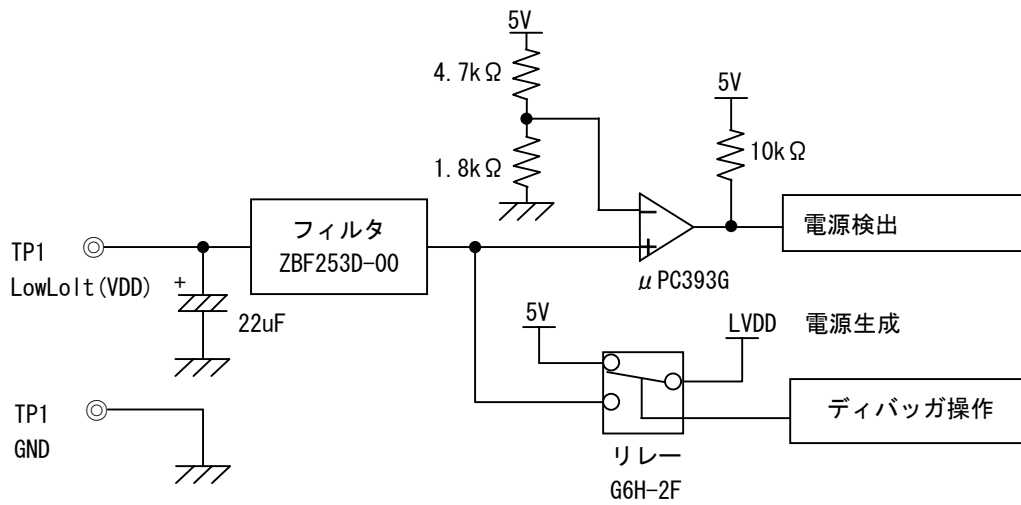 5V
4.7kΩ
1.8kΩ
5V
10kΩ
電源検出
フィルタ
ZBF253D-00
TP1
LowLolt(VDD)
+
22uF
−
+
μPC393G
5V
LVDD 電源生成
ディバッガ操作
リレー
G6H-2F
TP1
GND